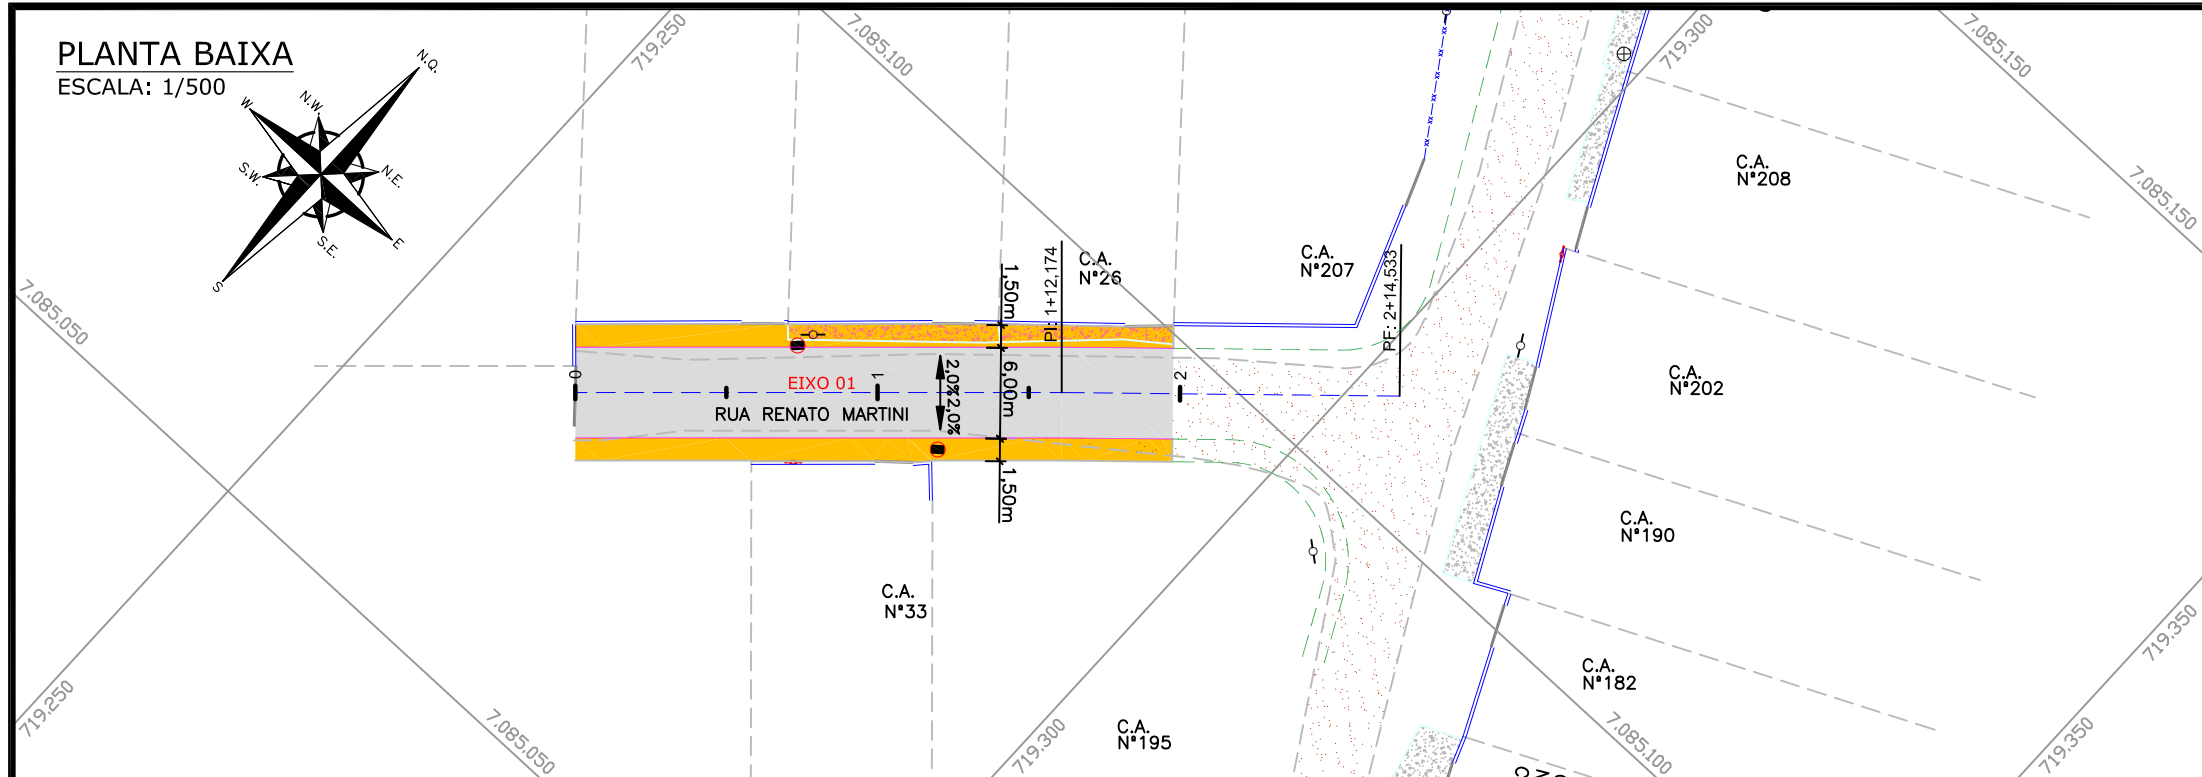 PLANTA BAIXA
ESCALA: 1/500
N.Q.
W
N.W.
S.W.
N.E.
S.E.
E
S
719.250
7.085.100
719.300
7.085.150
7.085.150
7.085.050
C.A.
N°208
C.A.
N°26
C.A.
N°207
1,50m
PI: 1+12,174
PF: 2+14,533
0
EIXO 01
1
2,0%
2,0%
6,00m
2
RUA RENATO MARTINI
1,50m
C.A.
N°202
C.A.
N°190
C.A.
N°33
C.A.
N°182
C.A.
N°195
719.250
7.085.050
719.300
7.085.100
719.350
719.350